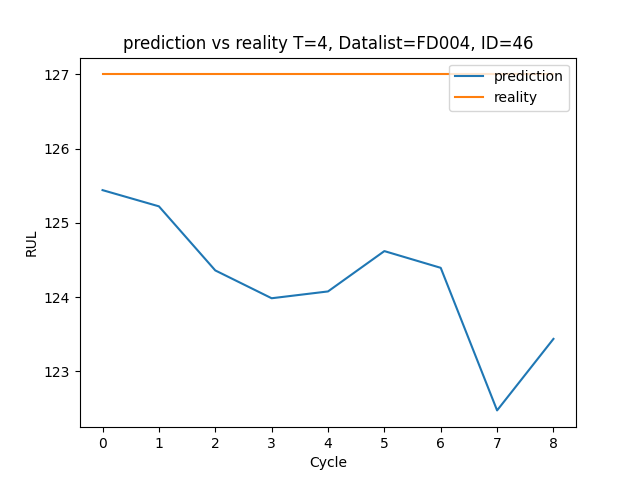 prediction vs reality T=4, Datalist=FD004, ID=46
127
126
125
124
123
RUL
0 1 2 3 4 5 6 7 8
Cycle
prediction
reality